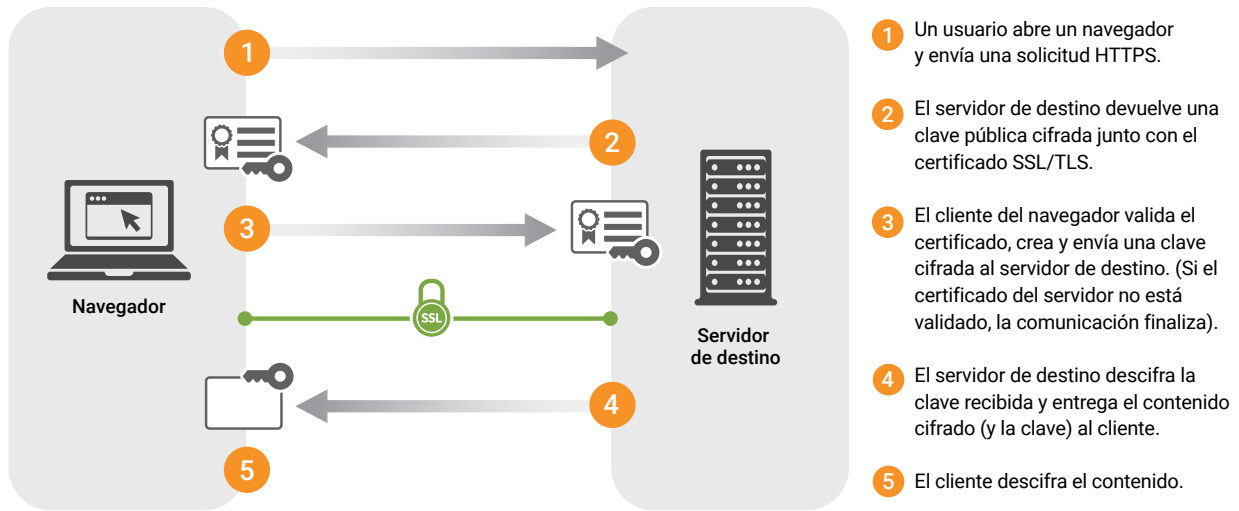 1
2
3
SSL
4
5
Navegador
Servidor
de destino
1 Un usuario abre un navegador
y envía una solicitud HTTPS.
2 El servidor de destino devuelve una
clave pública cifrada junto con el
certificado SSL/TLS.
3 El cliente del navegador valida el
certificado, crea y envía una clave
cifrada al servidor de destino. (Si el
certificado del servidor no está
validado, la comunicación finaliza).
4 El servidor de destino descifra la
clave recibida y entrega el contenido
cifrado (y la clave) al cliente.
5 El cliente descifra el contenido.